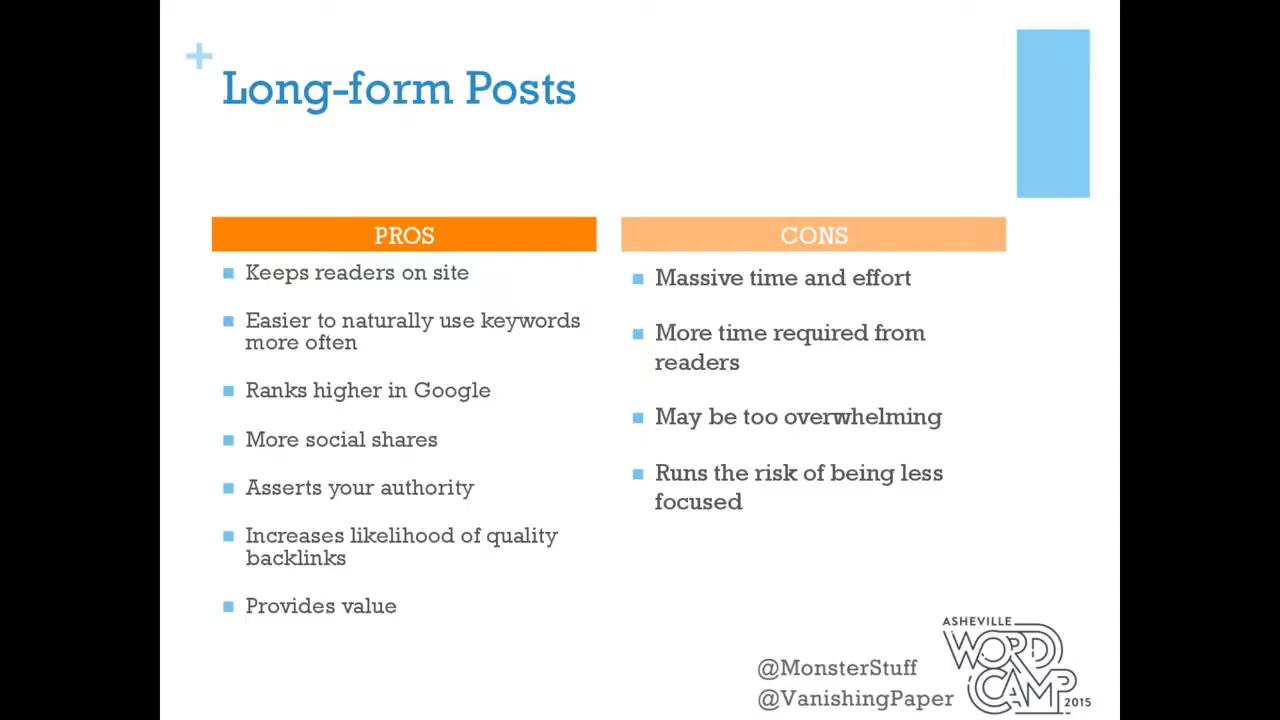 +
Long-form Posts
PROS
Keeps readers on site
Easier to naturally use keywords
more often
Ranks higher in Google
More social shares
Asserts your authority
Increases likelihood of quality
backlinks
Provides value
CONS
Massive time and effort
More time required from
readers
May be too overwhelming
Runs the risk of being less
focused
@MonsterStuff
@VanishingPaper
ASHEVILLE
WORD
CAMP
2015